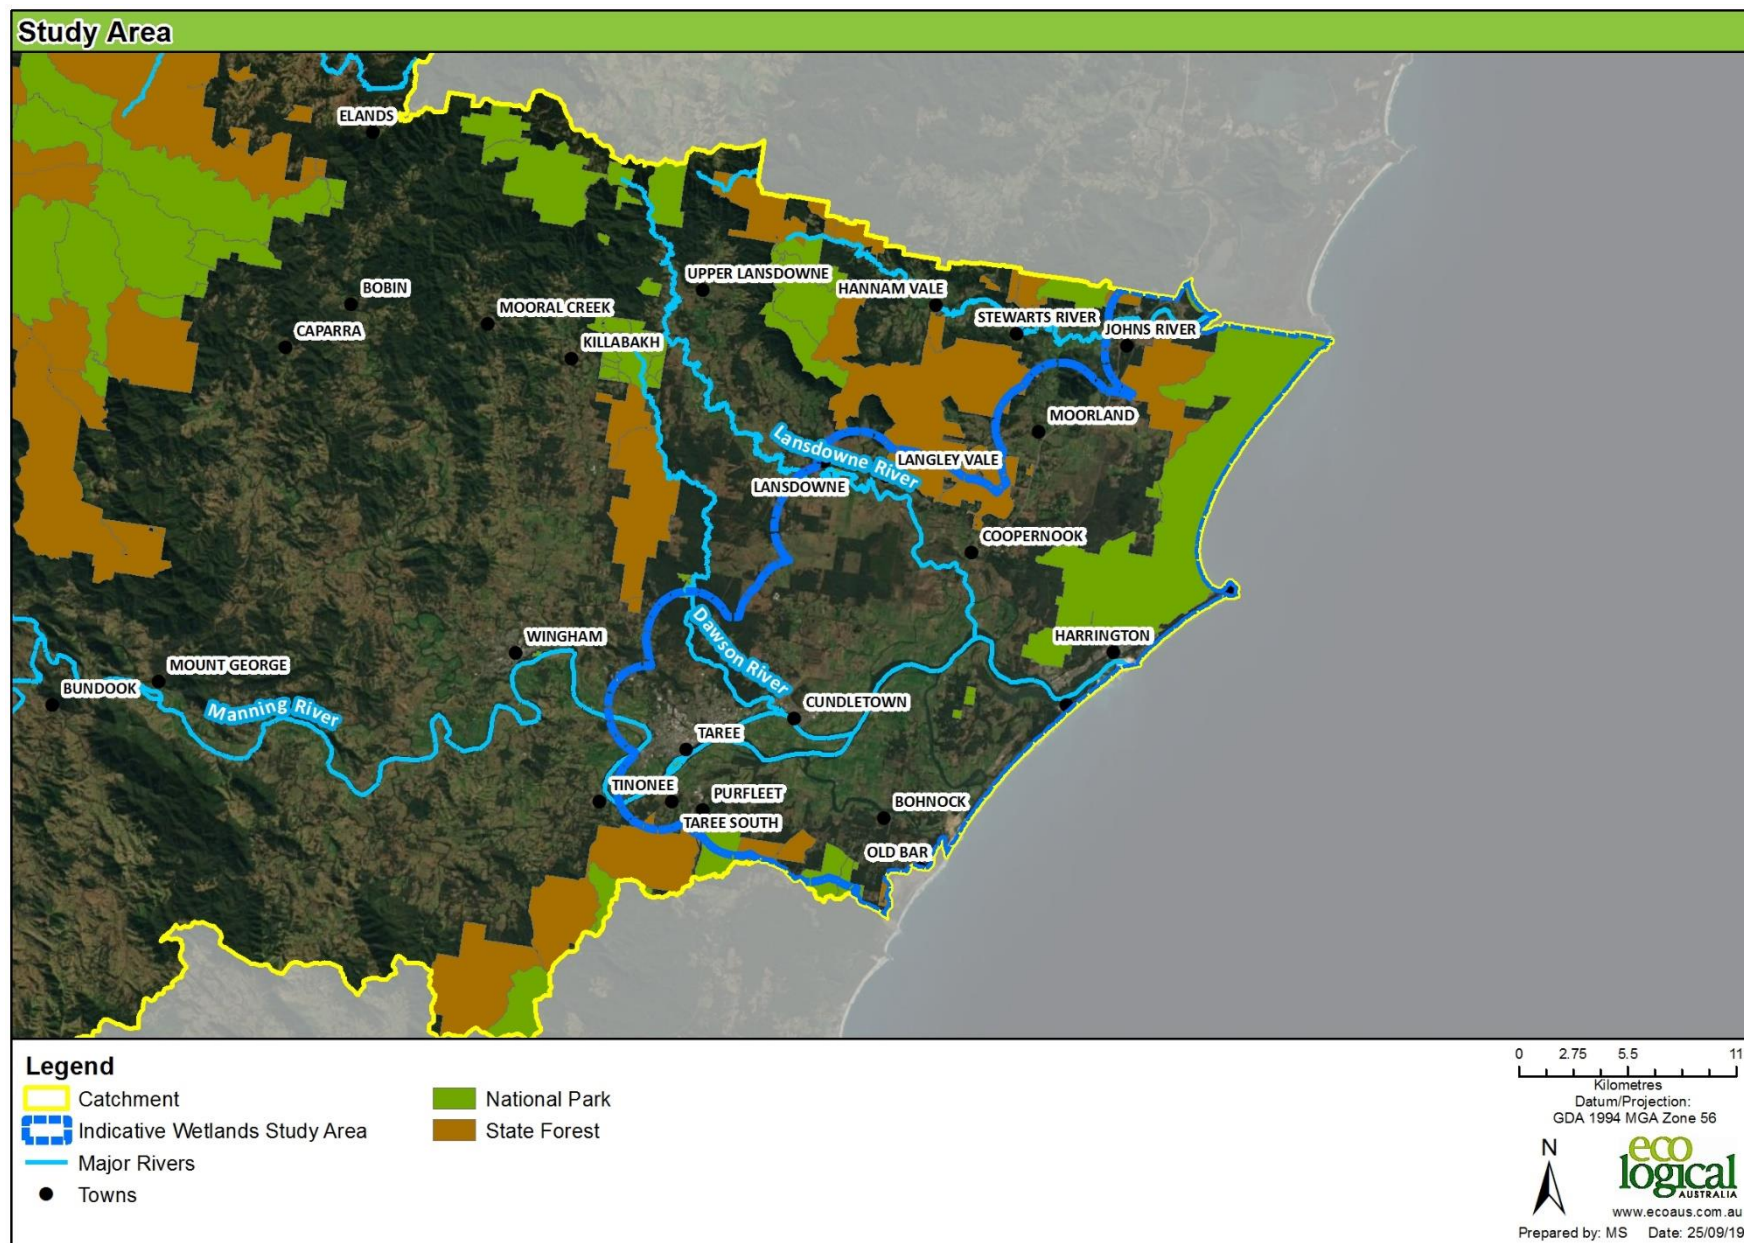 Study Area
ELANDS
BOBIN
UPPER LANSDOWNE
HANNAM VALE
MOORAL CREEK
STEWARTS RIVER
CAPARRA
KILLABAKH
JOHNS RIVER
MOORLAND
Lansdowne River
LANGLEY VALE
LANSDOWNE
COOPERNOOK
WINGHAM
HARRINGTON
Dawson River
MOUNT GEORGE
BUNDOOK
Manning River
CUNDLETOWN
TAREE
TINONEE
PURFLEET
BOHNOCK
TAREE SOUTH
OLD BAR
Legend
Catchment
Indicative Wetlands Study Area
Major Rivers
Towns
National Park
State Forest
0 2.75 5.5 11
Kilometres
Datum/Projection:
GDA 1994 MGA Zone 56
N
eco
logical
AUSTRALIA
www.ecoaus.com.au
Prepared by: MS Date: 25/09/19